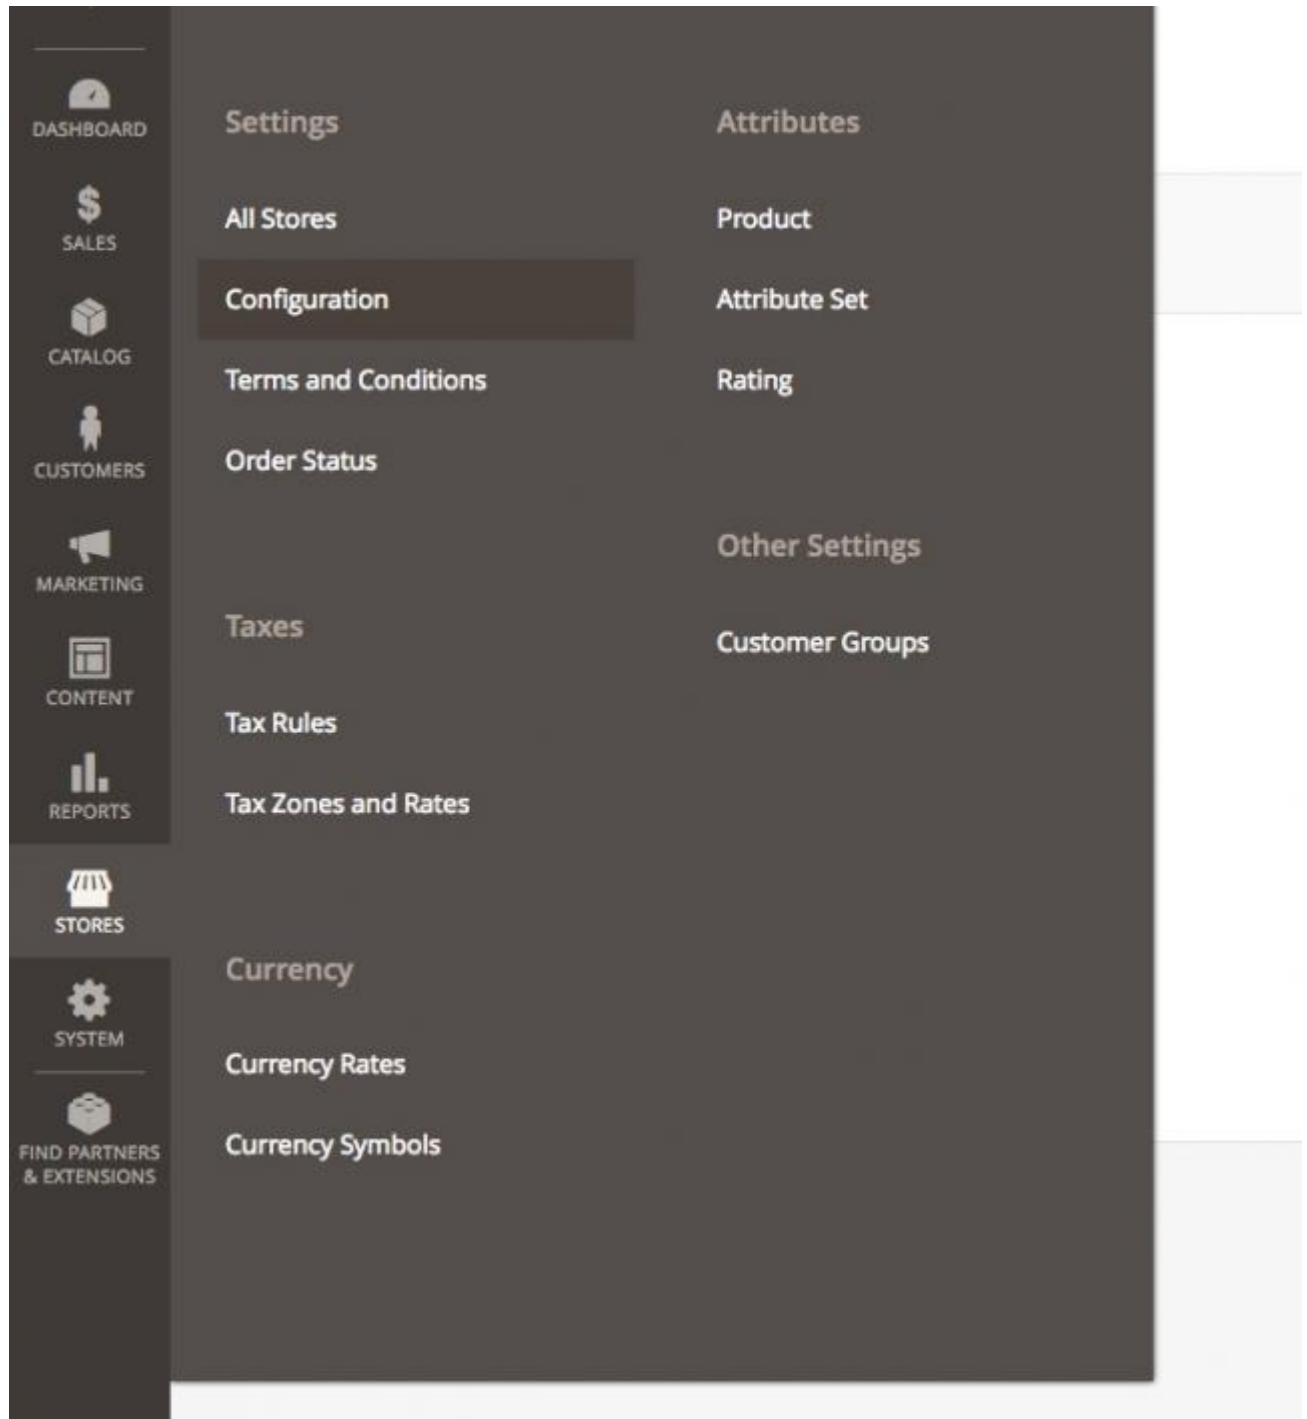 DASHBOARD
SALES
CATALOG
CUSTOMERS
MARKETING
CONTENT
REPORTS
STORES
SYSTEM
FIND PARTNERS
& EXTENSIONS
Settings
All Stores
Configuration
Terms and Conditions
Order Status
Taxes
Tax Rules
Tax Zones and Rates
Currency
Currency Rates
Currency Symbols
Attributes
Product
Attribute Set
Rating
Other Settings
Customer Groups